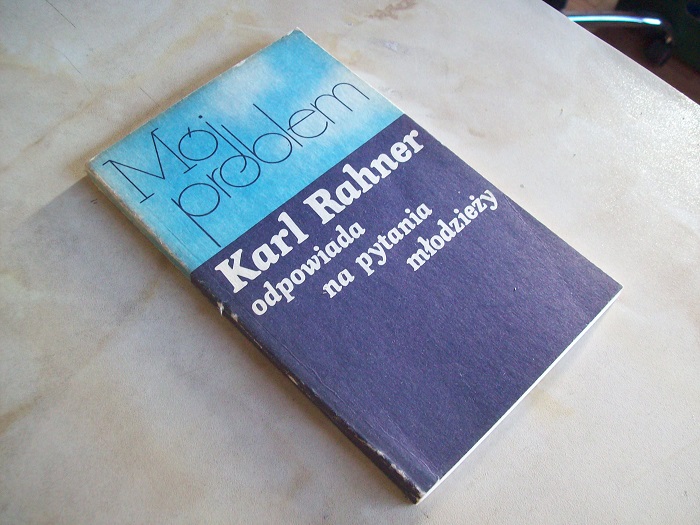 Mój
problem
Karl Rahner
odpowiada
na pytania
młodzieży